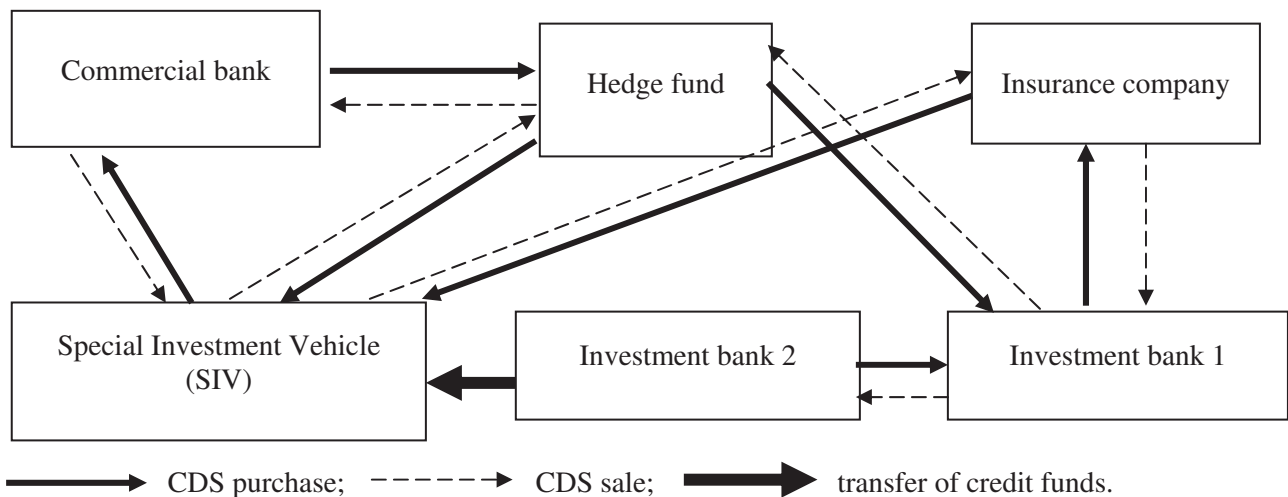 Commercial bank
Hedge fund
Insurance company
Special Investment Vehicle
(SIV)
Investment bank 2
Investment bank 1
CDS purchase;
CDS sale;
transfer of credit funds.